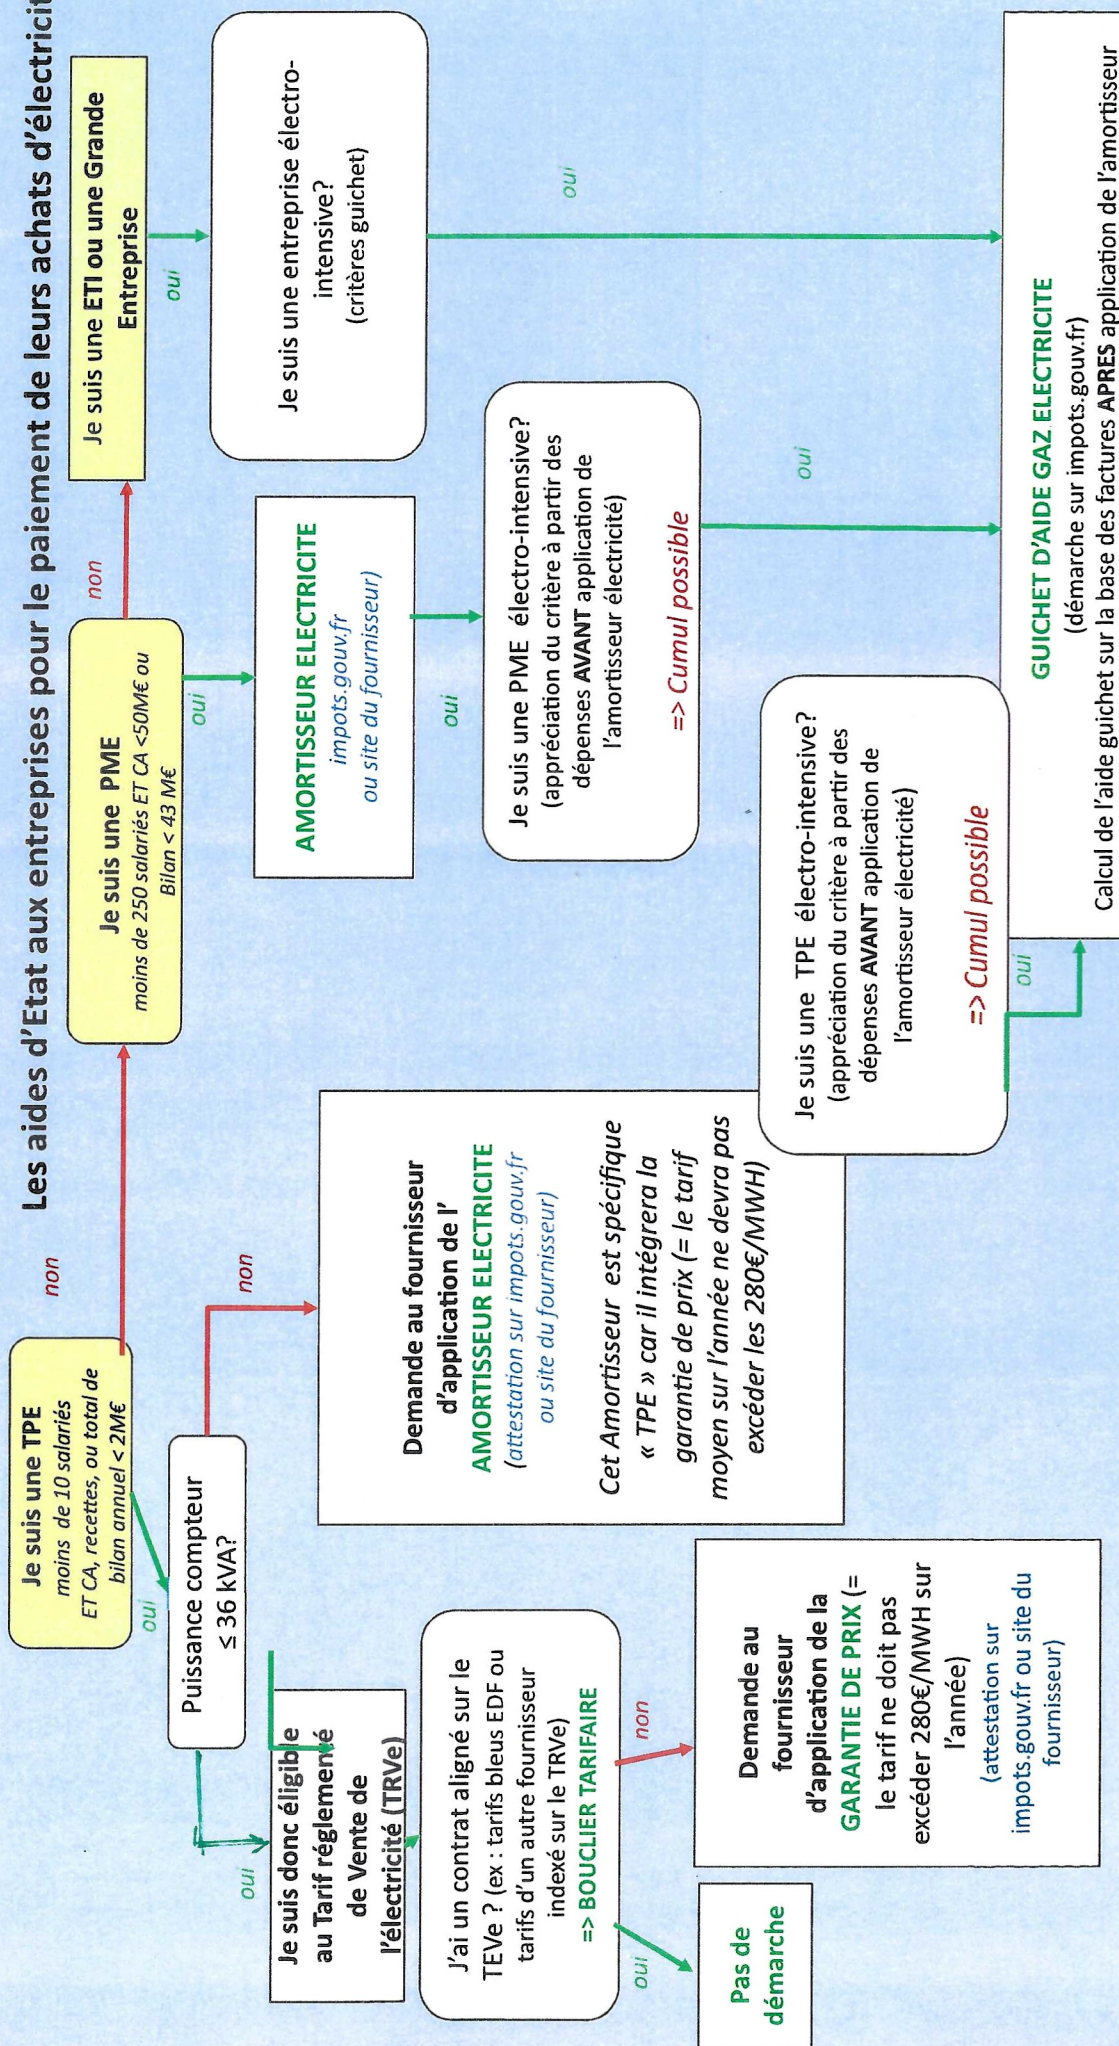 Les aides d'Etat aux entreprises pour le paiement de leurs achats d'électricit
Je suis une TPE
moins de 10 salariés
ET CA, recettes, ou total de
bilan annuel < 2M€
non
Je suis une PME
moins de 250 salariés ET CA <50M€ ou
Bilan < 43 M€
non
Je suis une ETI ou une Grande
Entreprise
oui
Puissance compteur
≤ 36 kVA?
non
oui
oui
oui
Je suis donc éligible
au Tarif réglementé
de Vente de
l'électricité (TRVe)
Demande au fournisseur
d'application de l'
AMORTISSEUR ELECTRICITE
(attestation sur impots.gouv.fr
ou site du fournisseur)
Cet Amortisseur est spécifique
« TPE » car il intégrera la
garantie de prix (= le tarif
moyen sur l'année ne devra pas
excéder les 280€/MWH)
AMORTISSEUR ELECTRICITE
impots.gouv.fr
ou site du fournisseur)
Je suis une entreprise électro-
intensive?
(critères guichet)
oui
J'ai un contrat aligné sur le
TEVe ? (ex : tarifs bleus EDF ou
tarifs d'un autre fournisseur
indexé sur le TRVe)
=> BOUCLIER TARIFAIRE
Je suis une PME électro-intensive?
(appréciation du critère à partir des
dépenses AVANT application de
l'amortisseur électricité)
=> Cumul possible
oui
oui
non
Pas de
démarche
Demande au
fournisseur
d'application de la
GARANTIE DE PRIX (=
le tarif ne doit pas
excéder 280€/MWH sur
l'année)
(attestation sur
impots.gouv.fr ou site du
fournisseur)
Je suis une TPE électro-intensive?
(appréciation du critère à partir des
dépenses AVANT application de
l'amortisseur électricité)
=> Cumul possible
oui
oui
GUICHET D'AIDE GAZ ELECTRICITE
(démarche sur impots.gouv.fr)
Calcul de l'aide guichet sur la base des factures APRES application de l'amortisseur